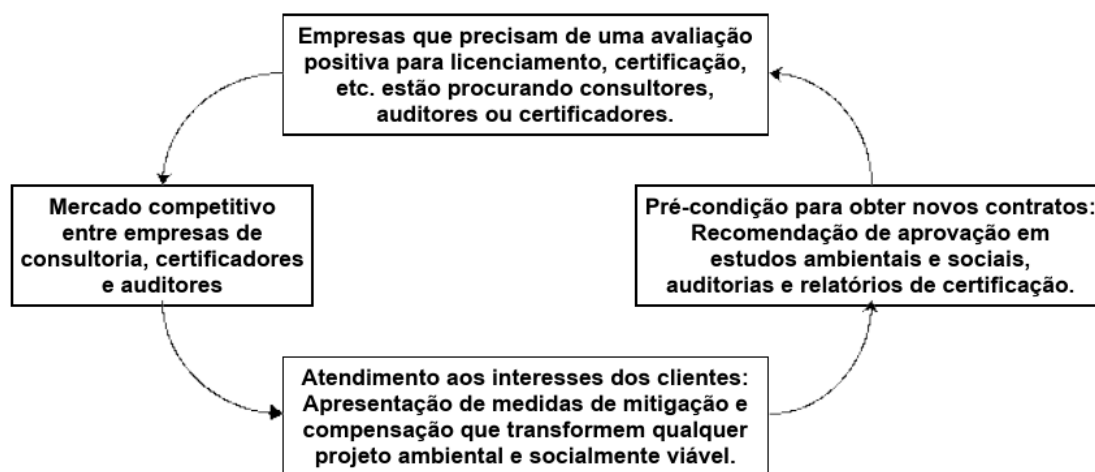 Empresas que precisam de uma avaliação
positiva para licenciamento, certificação,
etc. estão procurando consultores,
auditores ou certificadores.
Mercado competitivo
entre empresas de
consultoria, certificadores
e auditores
Pré-condição para obter novos contratos:
Recomendação de aprovação em
estudos ambientais e sociais,
auditorias e relatórios de certificação.
Atendimento aos interesses dos clientes:
Apresentação de medidas de mitigação e
compensação que transformem qualquer
projeto ambiental e socialmente viável.